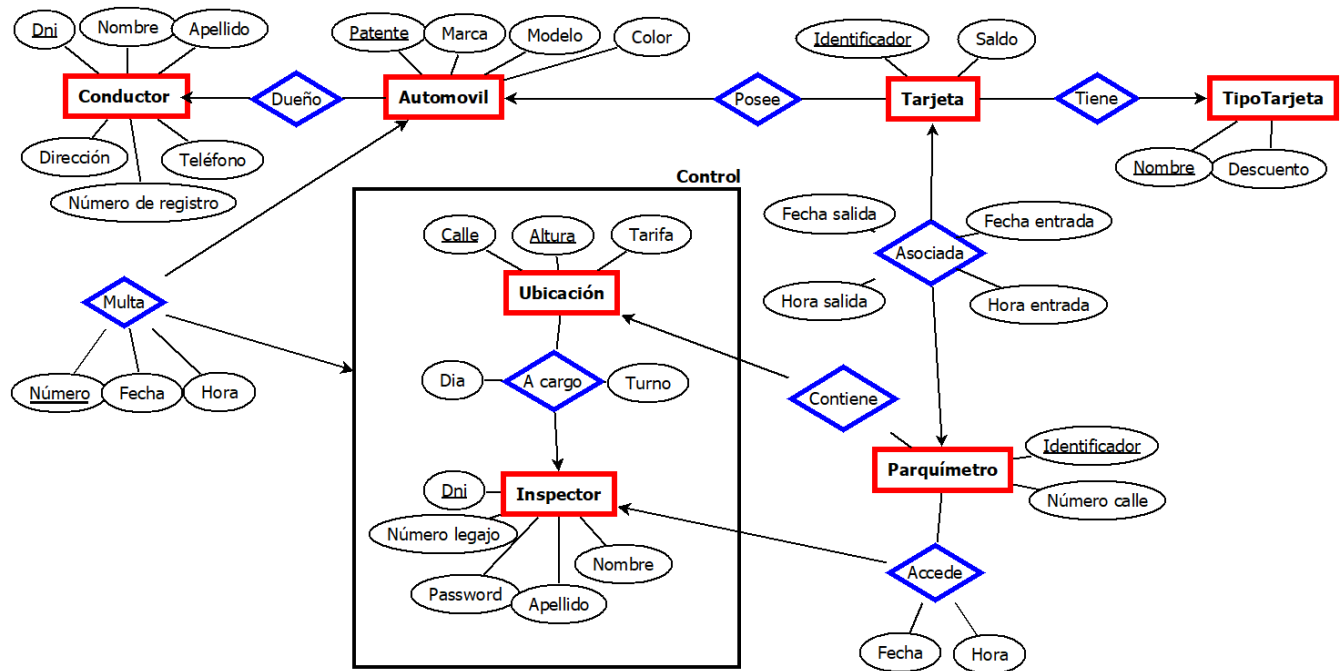 Dni
Nombre
Apellido
Patente
Marca
Modelo
Color
Identificador
Saldo
Conductor
Dueño
Automovil
Posee
Tarjeta
Tiene
TipoTarjeta
Dirección
Teléfono
Número de registro
Nombre
Descuento
Control
Calle
Altura
Tarifa
Fecha salida
Fecha entrada
Asociada
Ubicación
Hora salida
Hora entrada
Multa
Número
Fecha
Hora
Dia
A cargo
Turno
Contiene
Identificador
Parquímetro
Número calle
Dni
Inspector
Número legajo
Nombre
Password
Apellido
Accede
Fecha
Hora